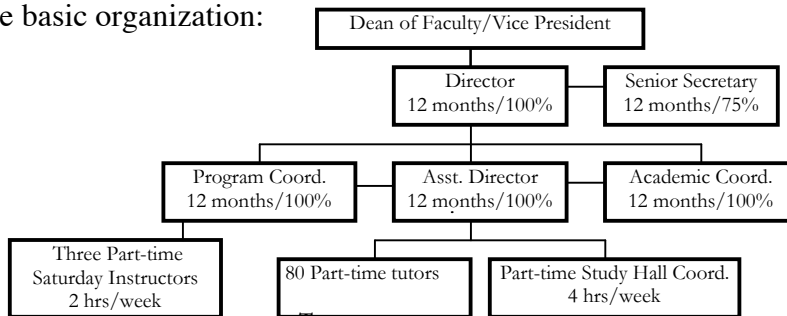 e basic organization:
Dean of Faculty/Vice President
Director
12 months/100%
Senior Secretary
12 months/75%
Program Coord.
12 months/100%
Asst. Director
12 months/100%
Academic Coord.
12 months/100%
Three Part-time
Saturday Instructors
2 hrs/week
80 Part-time tutors
Part-time Study Hall Coord.
4 hrs/week